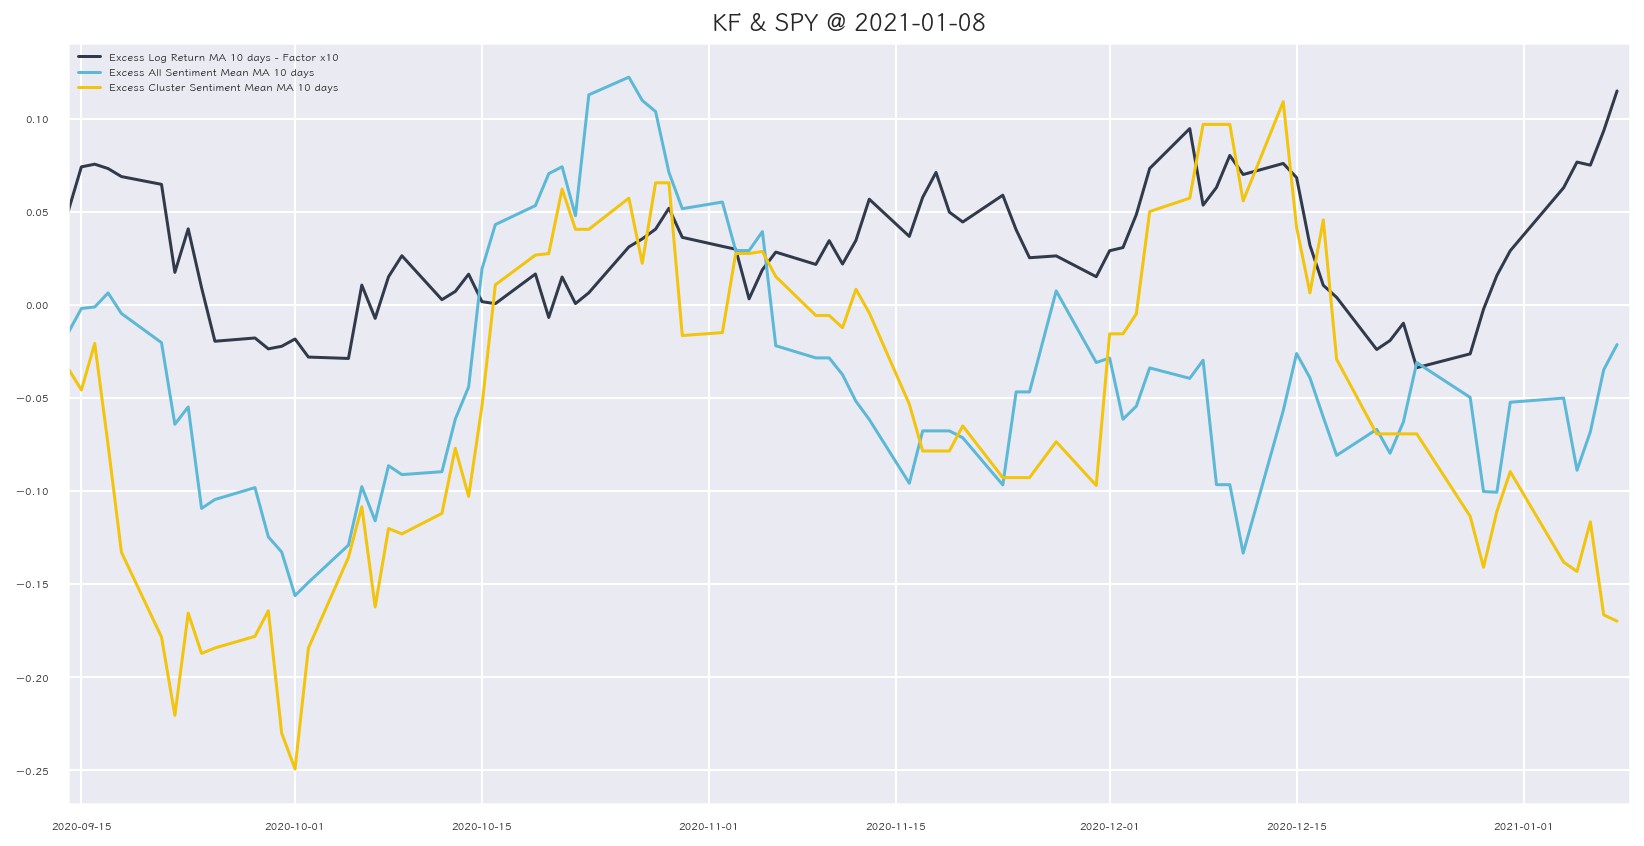 KF & SPY @ 2021-01-08
Excess Log Return MA 10 days - Factor x10
Excess All Sentiment Mean MA 10 days
Excess Cluster Sentiment Mean MA 10 days
0.10
0.05
0.00
−0.05
−0.10
−0.15
−0.20
−0.25
2020-09-15 2020-10-01 2020-10-15 2020-11-01 2020-11-15 2020-12-01 2020-12-15 2021-01-01